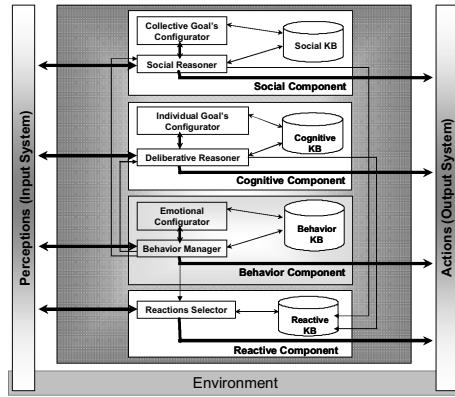 Perceptions (Input System)
Collective Goal's
Configurator
Social KB
Social Reasoner
Social Component
Individual Goal's
Configurator
Cognitive
KB
Deliberative Reasoner
Cognitive Component
Emotional
Configurator
Behavior
KB
Behavior Manager
Behavior Component
Reactions Selector
Reactive
KB
Reactive Component
Actions (Output System)
Environment